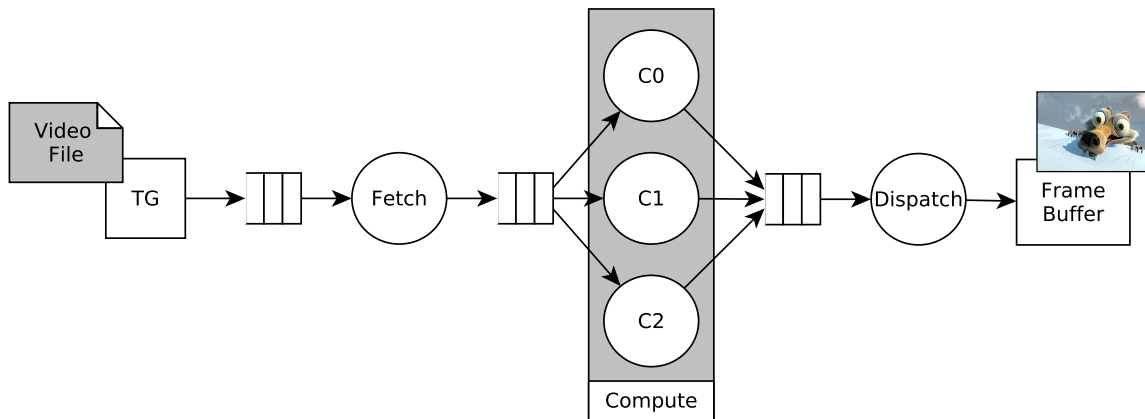 Video
File
TG
Fetch
C0
C1
C2
Compute
Dispatch
Frame
Buffer